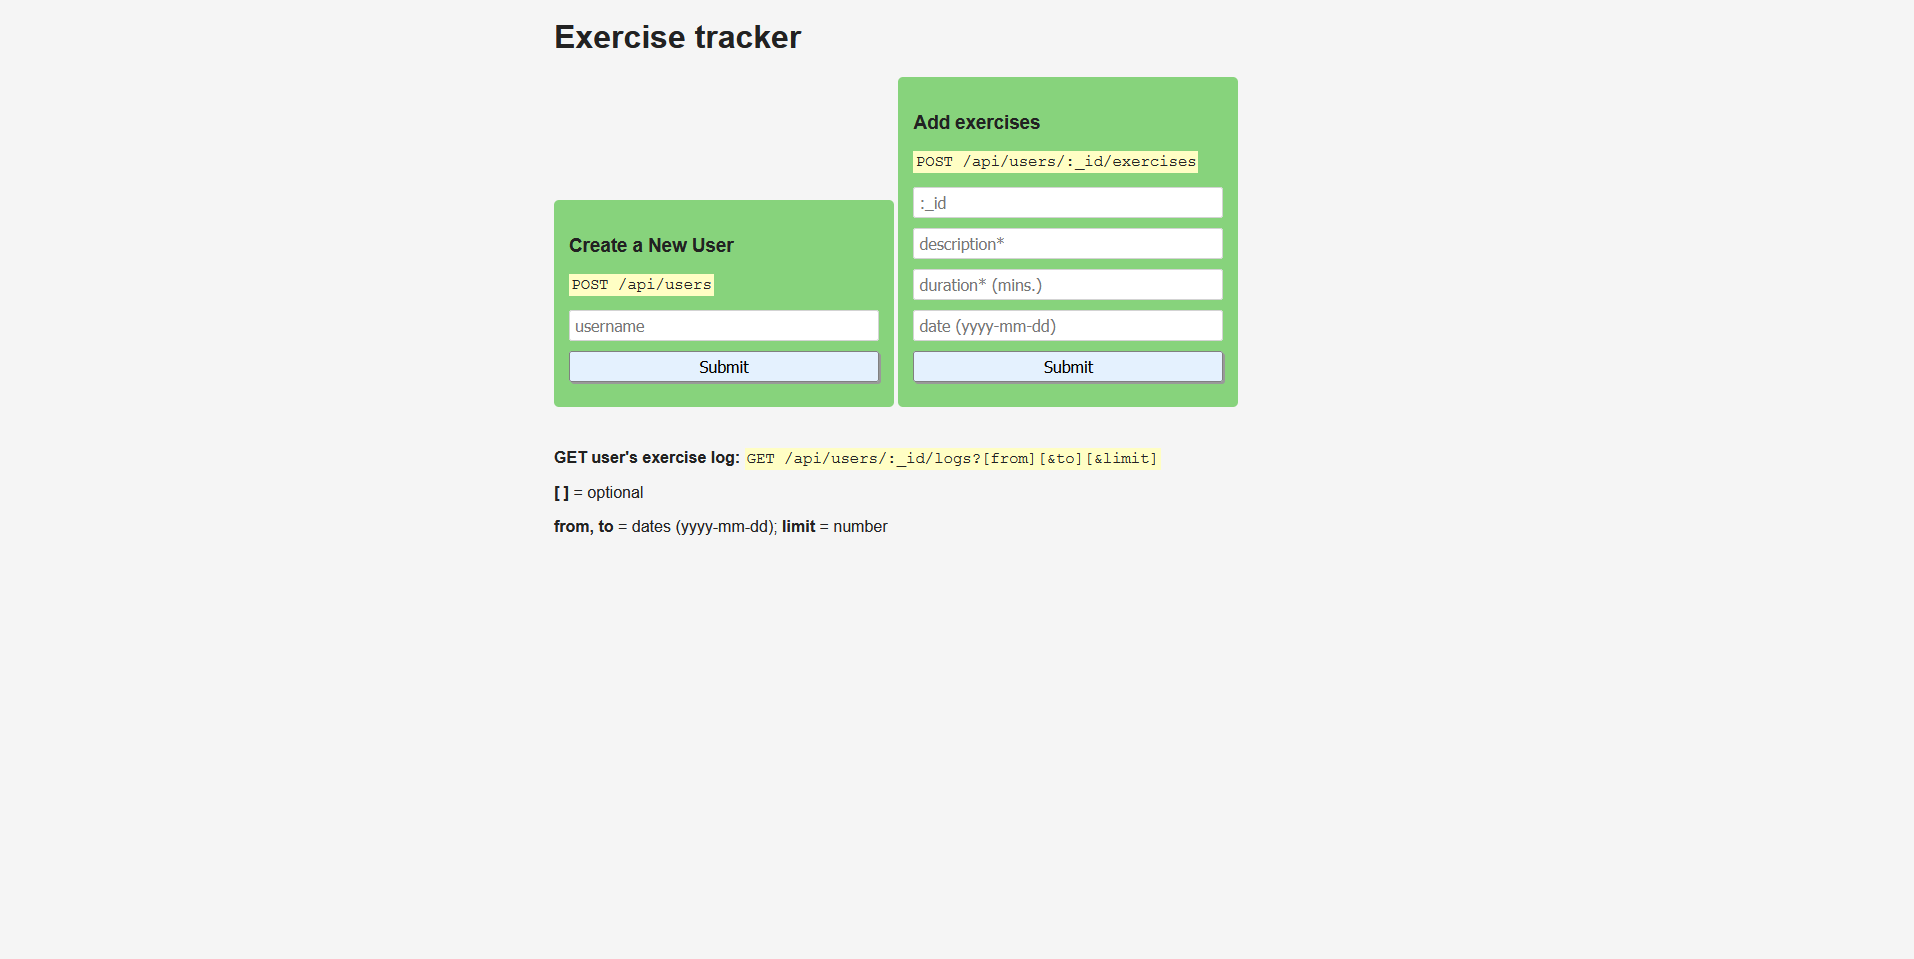 Exercise tracker
Create a New User
POST /api/users
username
Submit
Add exercises
POST /api/users/:_id/exercises
:_id
description*
duration* (mins.)
date (yyyy-mm-dd)
Submit
GET user's exercise log: GET /api/users/:_id/logs?[from][&to][&limit]
[ ] = optional
from, to = dates (yyyy-mm-dd); limit = number